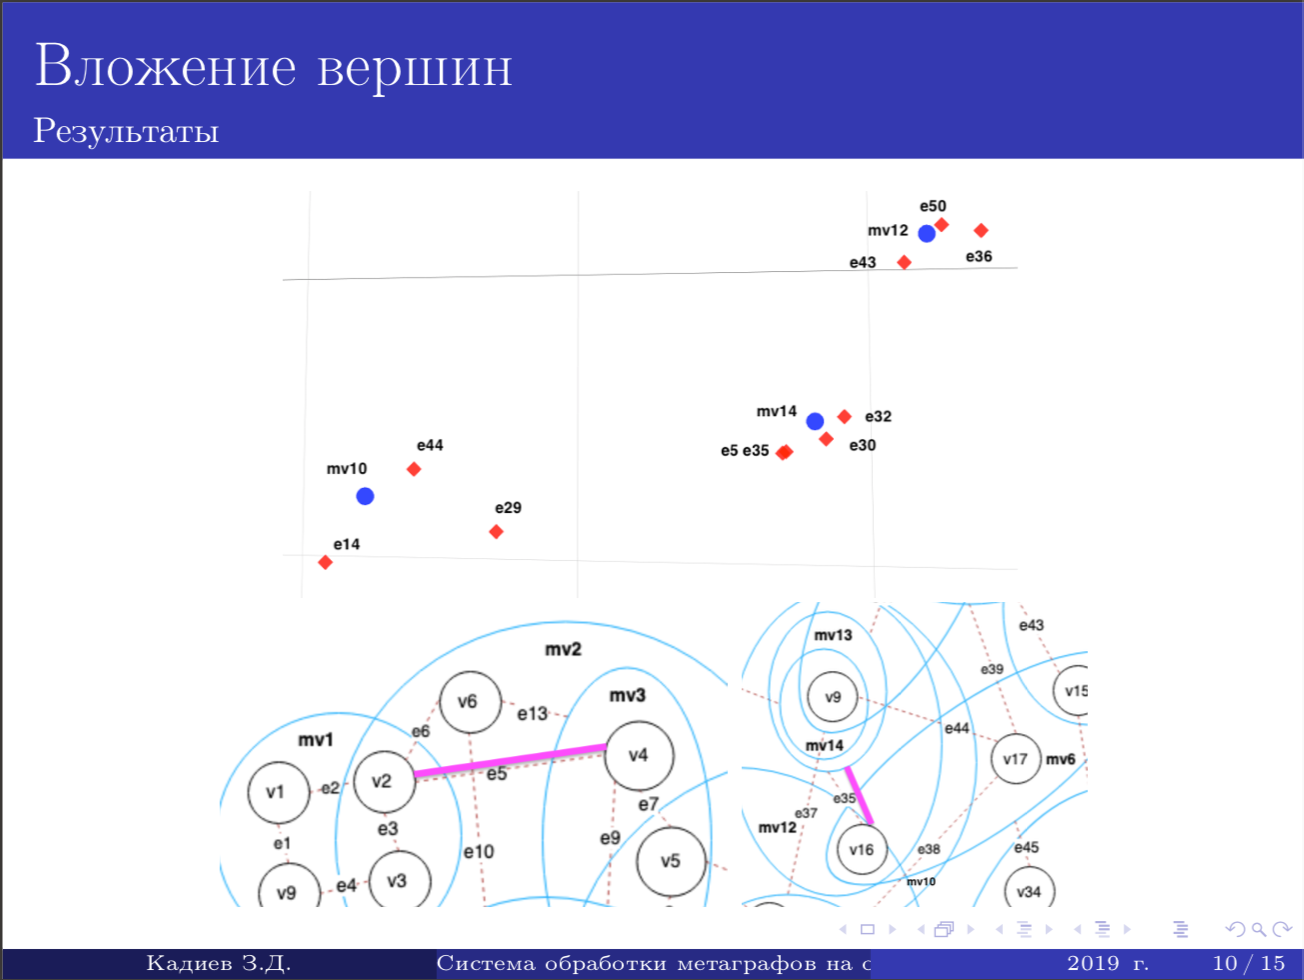 Вложение вершин
Результаты
e50
mv12
e43
e36
mv14
e32
e5 e35
e30
e44
mv10
e29
e14
mv2
mv3
v6
e13
e6
mv1
v4
v2
e5
v1
e2
e7
e3
e1
e9
e10
v5
v9
e4
v3
mv13
e43
e39
v9
v15
e44
mv14
v17
mv6
e35
e37
mv12
v16
e38
e45
mv10
v34
Кадиев З.Д.
Система обработки метаграфов на с
2019 г.
10 / 15